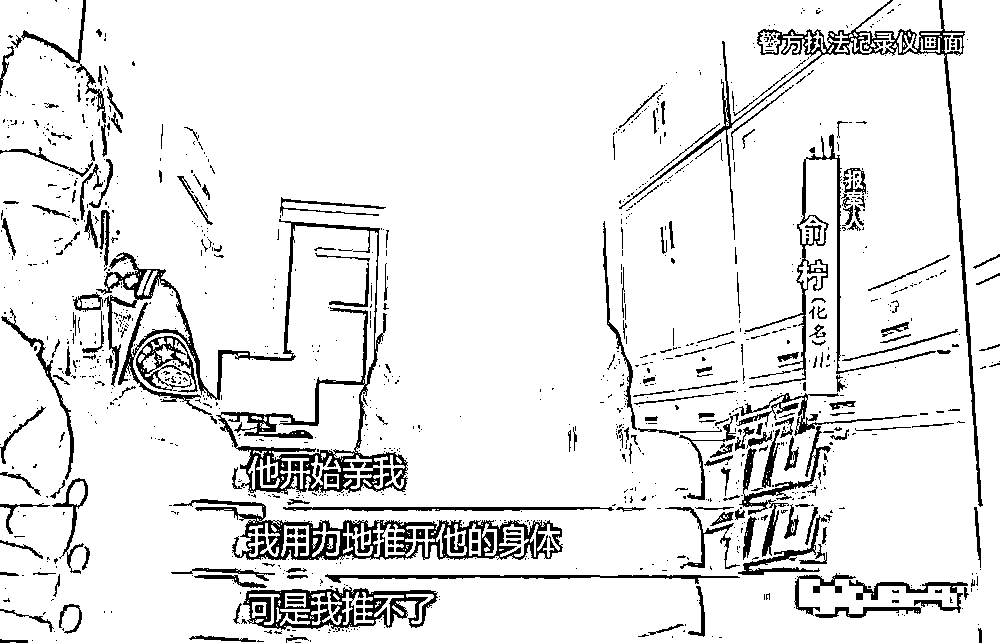 警方执法记录仪画面
报案人
俞柠(化名)
他开始亲我
我用力地推开他的身体
可是我推不了